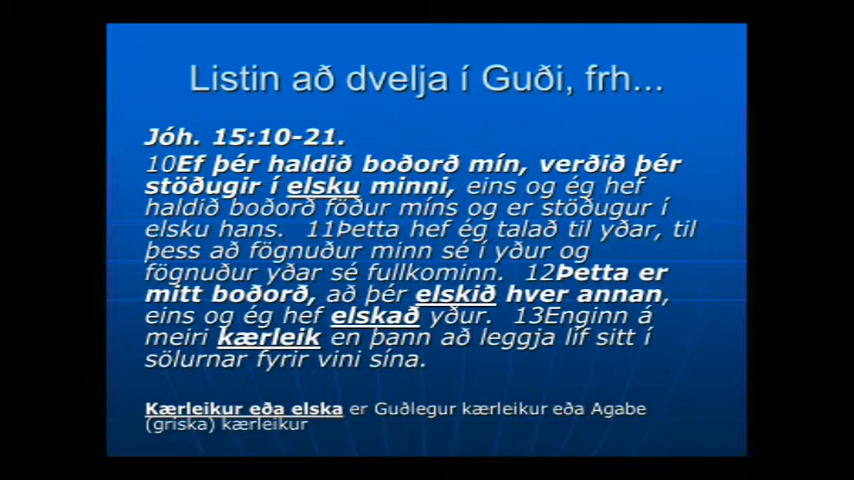 Listin að dvelja í Guði, frh...
Jóh. 15:10-21.
10Ef þér haldið boðorð mín, verðið þér
stöðugir í elsku minni, eins og ég hef
haldið boðorð föður míns og er stöðugur í
elsku hans. 11Þetta hef ég talað til yðar, til
þess að fögnuður minn sé í yður og
fögnuður yðar sé fullkominn. 12Þetta er
mitt boðorð, að þér elskið hver annan,
eins og ég hef elskað yður. 13Enginn á
meiri kærleik en þann að leggja líf sitt í
sölurnar fyrir vini sína.
Kærleikur eða elska er Guðlegur kærleikur eða Agabe
(griska) kærleikur